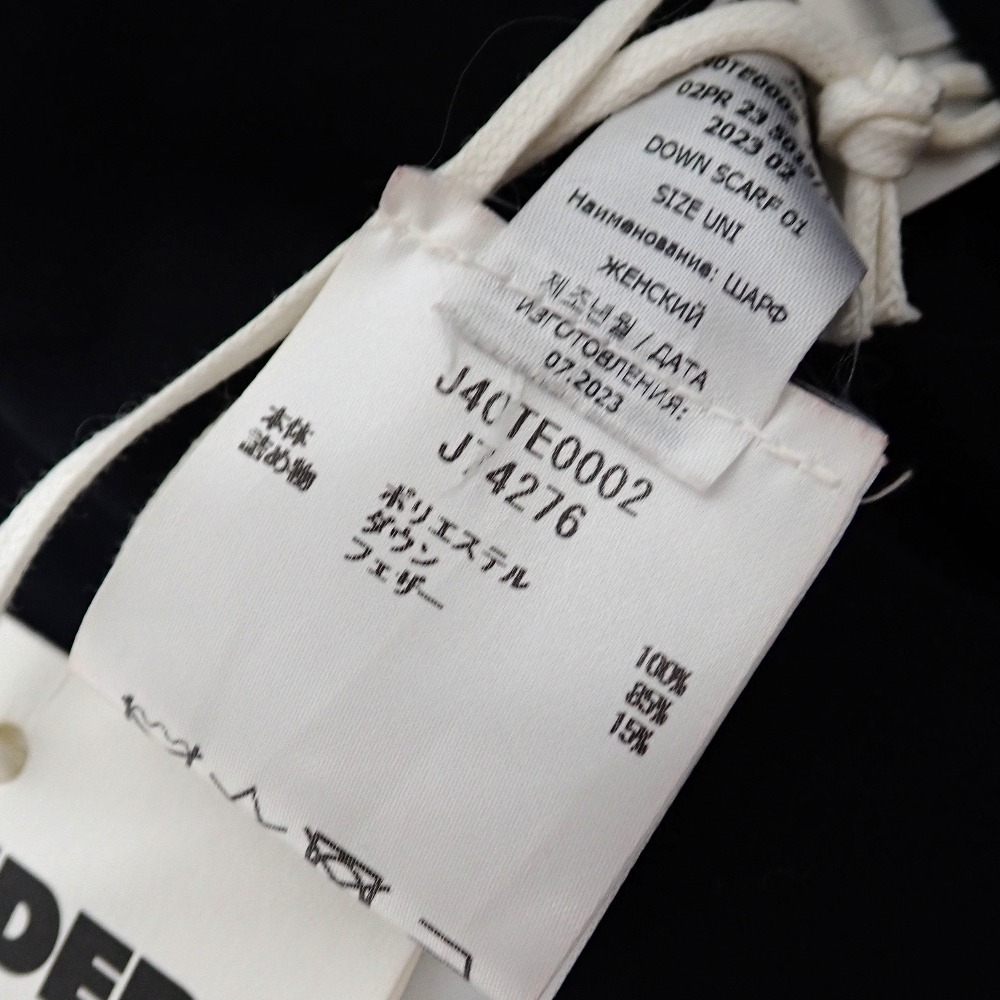 02PR 23
2023 02
DOWN SCARF 01
SIZE UNI
Наименование: ШАРФ
ЖЕНСКИЙ
제조년월 / ДАТА
ИЗГОТОВЛЕНИЯ:
07.2023
J40TE0002
J74276
本体
詰め物
ポリエステル
ダウン
フェザー
100%
85%
15%